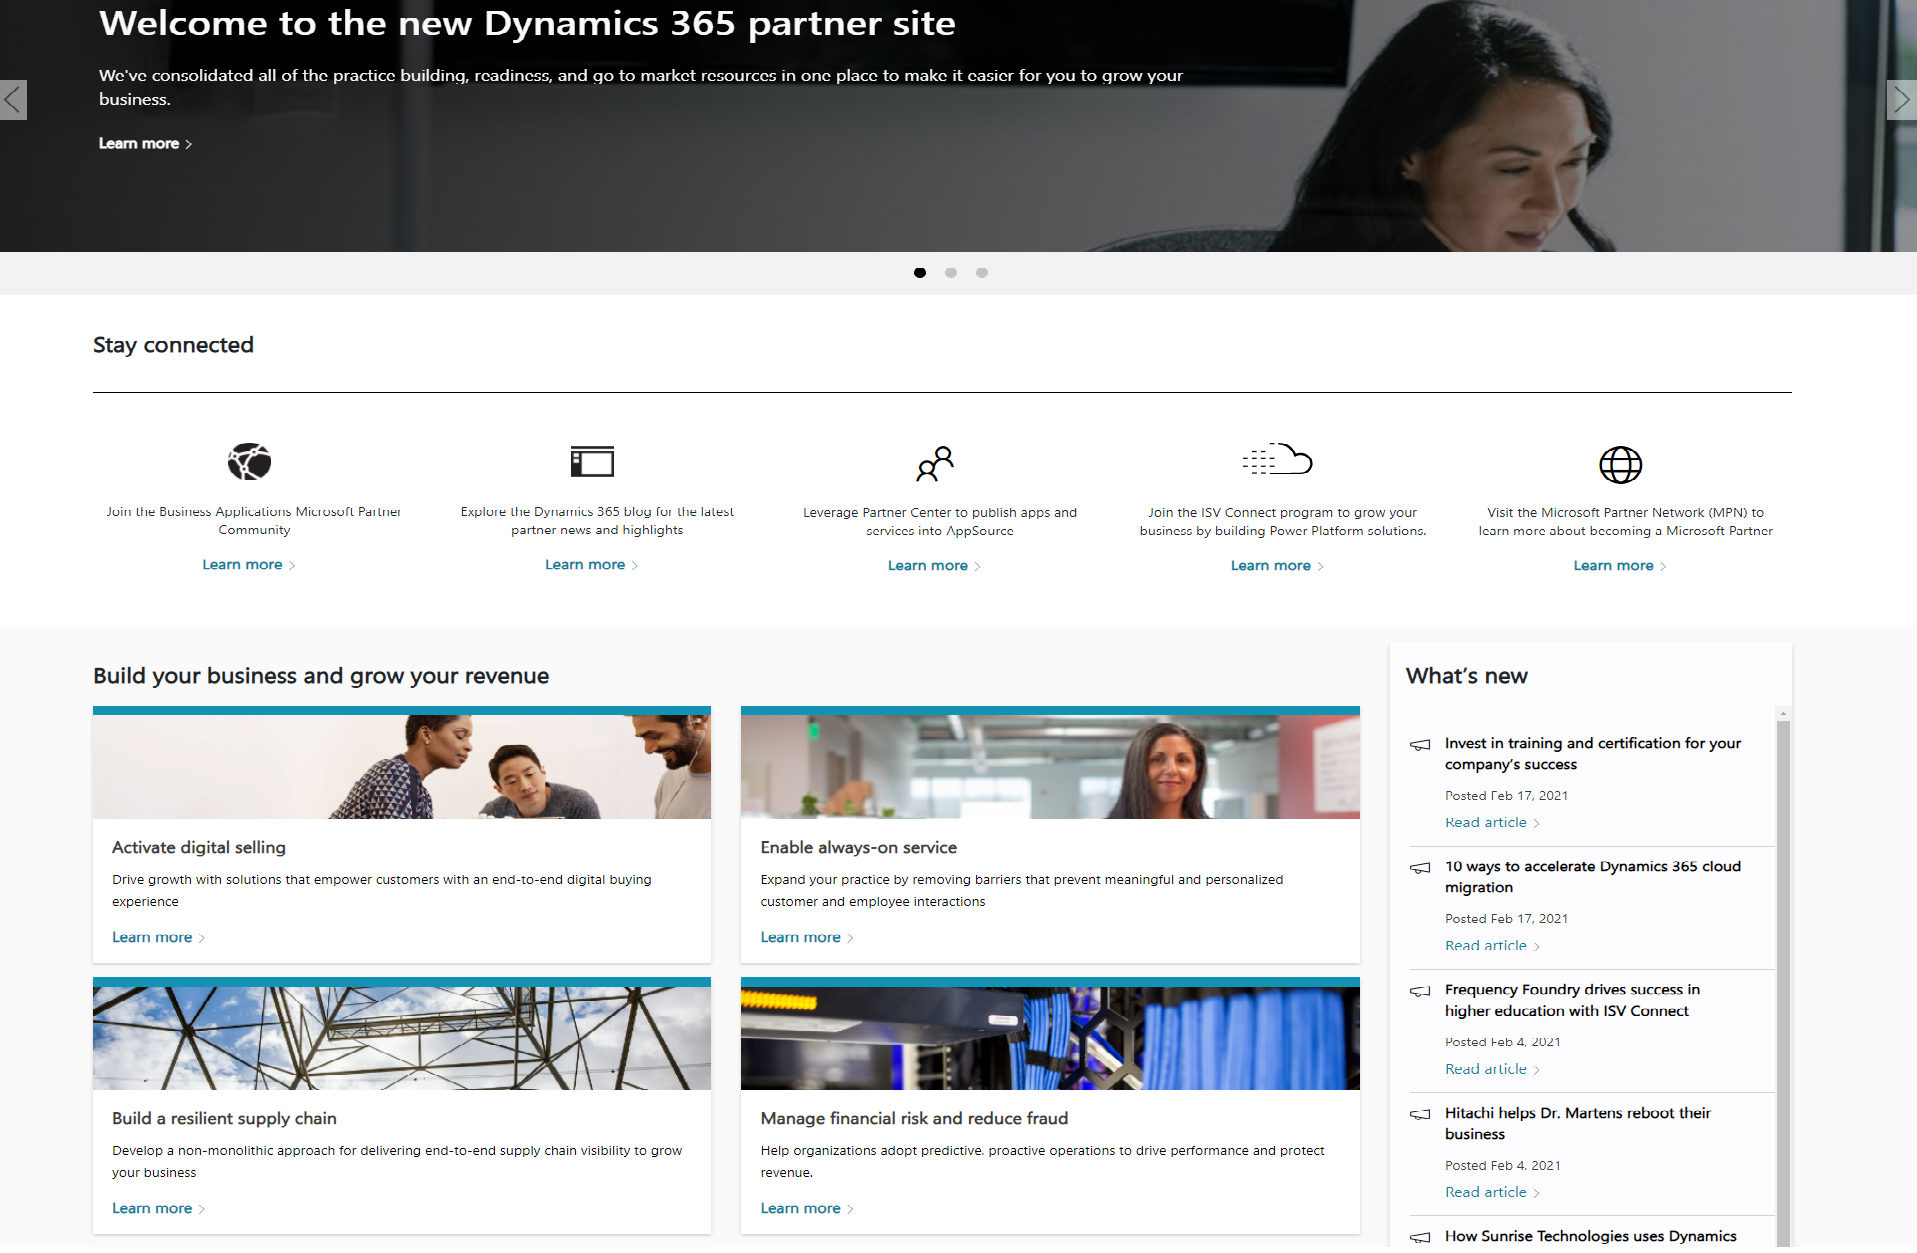 Welcome to the new Dynamics 365 partner site
We've consolidated all of the practice building, readiness, and go to market resources in one place to make it easier for you to grow your
business.
Learn more
Stay connected
Join the Business Applications Microsoft Partner
Community
Learn more
Explore the Dynamics 365 blog for the latest
partner news and highlights
Learn more
Leverage Partner Center to publish apps and
services into AppSource
Learn more
Join the ISV Connect program to grow your
business by building Power Platform solutions.
Learn more
Visit the Microsoft Partner Network (MPN) to
learn more about becoming a Microsoft Partner
Learn more
Build your business and grow your revenue
Activate digital selling
Drive growth with solutions that empower customers with an end-to-end digital buying
experience
Learn more
Enable always-on service
Expand your practice by removing barriers that prevent meaningful and personalized
customer and employee interactions
Learn more
Build a resilient supply chain
Develop a non-monolithic approach for delivering end-to-end supply chain visibility to grow
your business
Learn more
Manage financial risk and reduce fraud
Help organizations adopt predictive, proactive operations to drive performance and protect
revenue.
Learn more
What's new
Invest in training and certification for your
company's success
Posted Feb 17, 2021
Read article
10 ways to accelerate Dynamics 365 cloud
migration
Posted Feb 17, 2021
Read article
Frequency Foundry drives success in
higher education with ISV Connect
Posted Feb 4, 2021
Read article
Hitachi helps Dr. Martens reboot their
business
Posted Feb 4, 2021
Read article
How Sunrise Technologies uses Dynamics